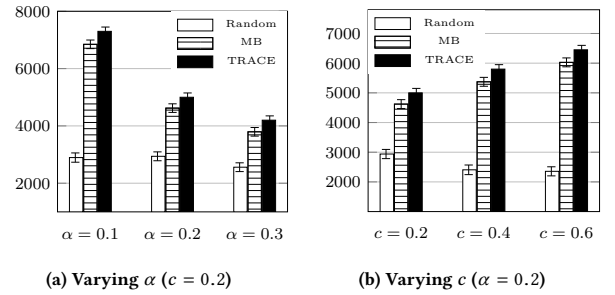 8000
6000
4000
2000
Random
MB
TRACE
α = 0.1 α = 0.2 α = 0.3
(a) Varying α (c = 0.2)
7000
6000
5000
4000
3000
2000
Random
MB
TRACE
c = 0.2 c = 0.4 c = 0.6
(b) Varying c (α = 0.2)